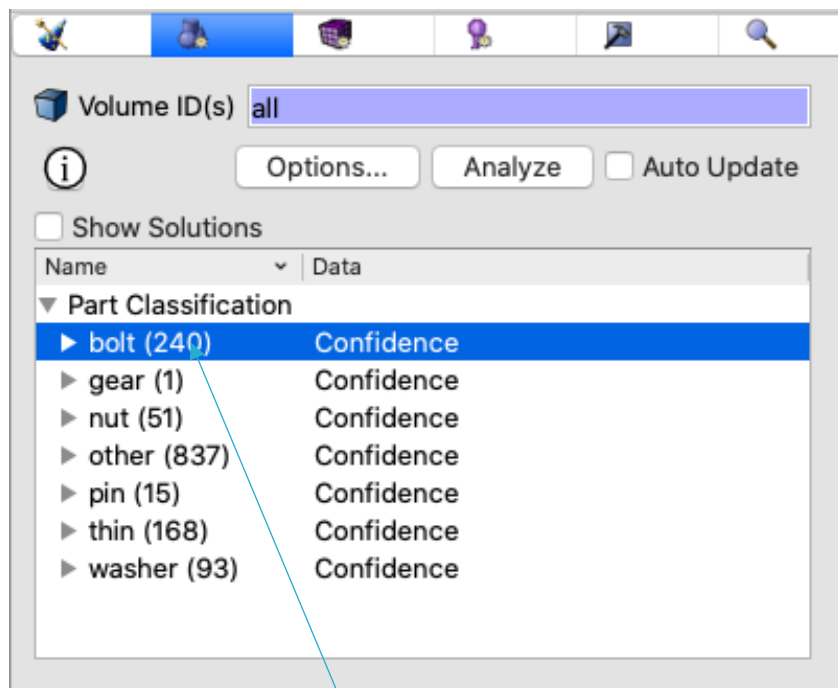 Volume ID(s) all
Options... Analyze Auto Update
Show Solutions
Name Data
Part Classification
bolt (240) Confidence
gear (1) Confidence
nut (51) Confidence
other (837) Confidence
pin (15) Confidence
thin (168) Confidence
washer (93) Confidence